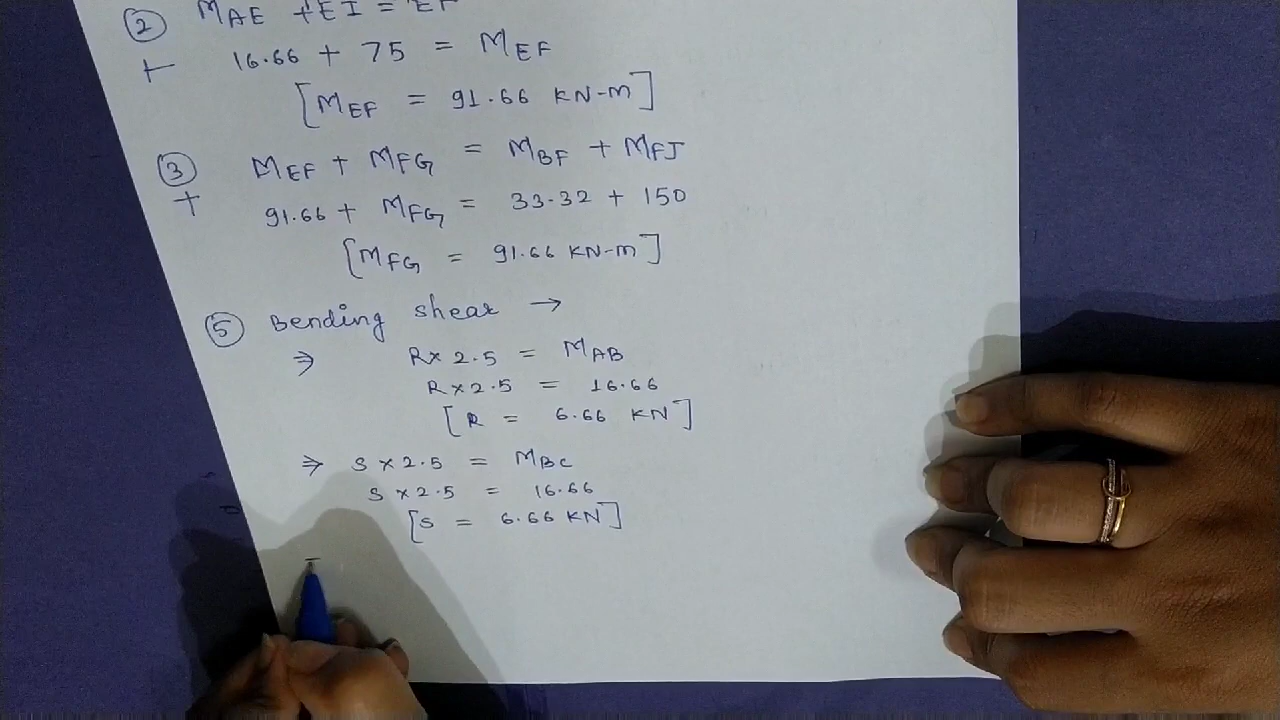 ② MAE + EI = EF
+ 16.66 + 75 = MEF
[MEF = 91.66 KN-m]
③ MEF + MFG = MBF + MFJ
+ 91.66 + MFG = 33.32 + 150
[MFG = 91.66 KN-m]
⑤ Bending shear →
⇒ R× 2.5 = MAB
R × 2.5 = 16.66
[R = 6.66 KN]
⇒ S × 2.5 = MBC
S × 2.5 = 16.66
[S = 6.66 KN]